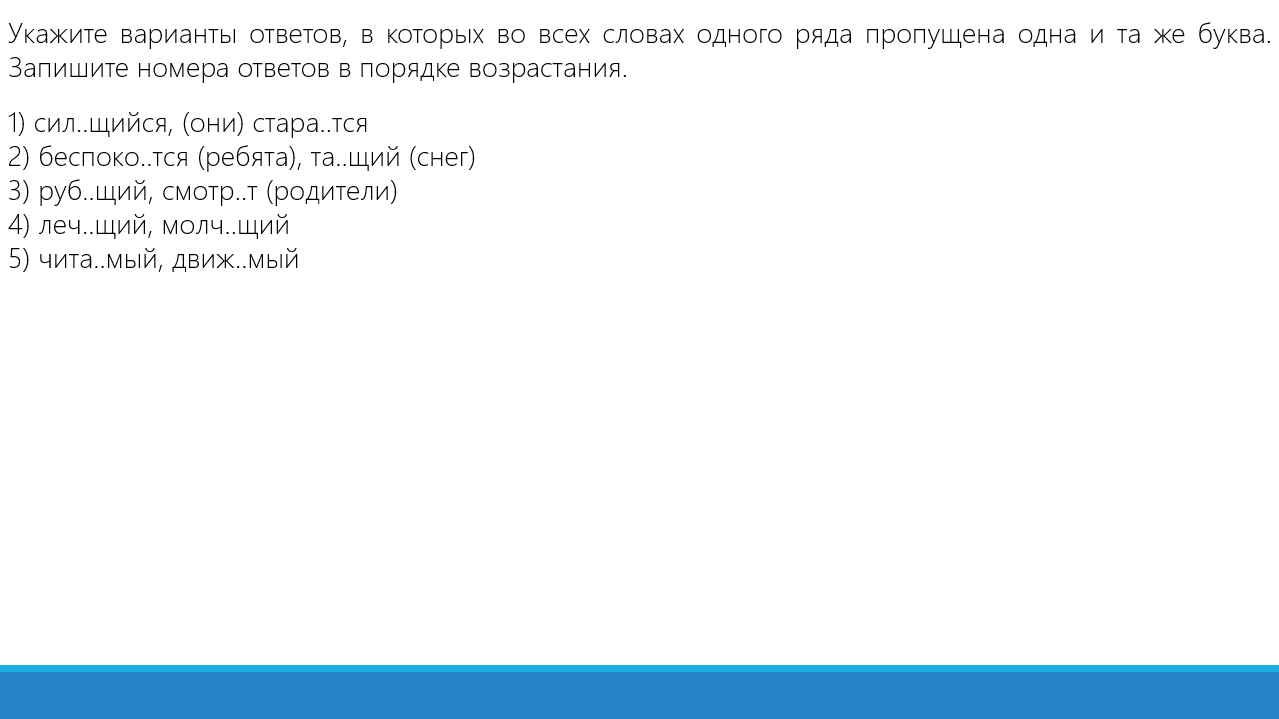 Укажите варианты ответов, в которых во всех словах одного ряда пропущена одна и та же буква.
Запишите номера ответов в порядке возрастания.
1) сил..щийся, (они) стара..тся
2) беспоко..тся (ребята), та..щий (снег)
3) руб..щий, смотр..т (родители)
4) леч..щий, молч..щий
5) чита..мый, движ..мый